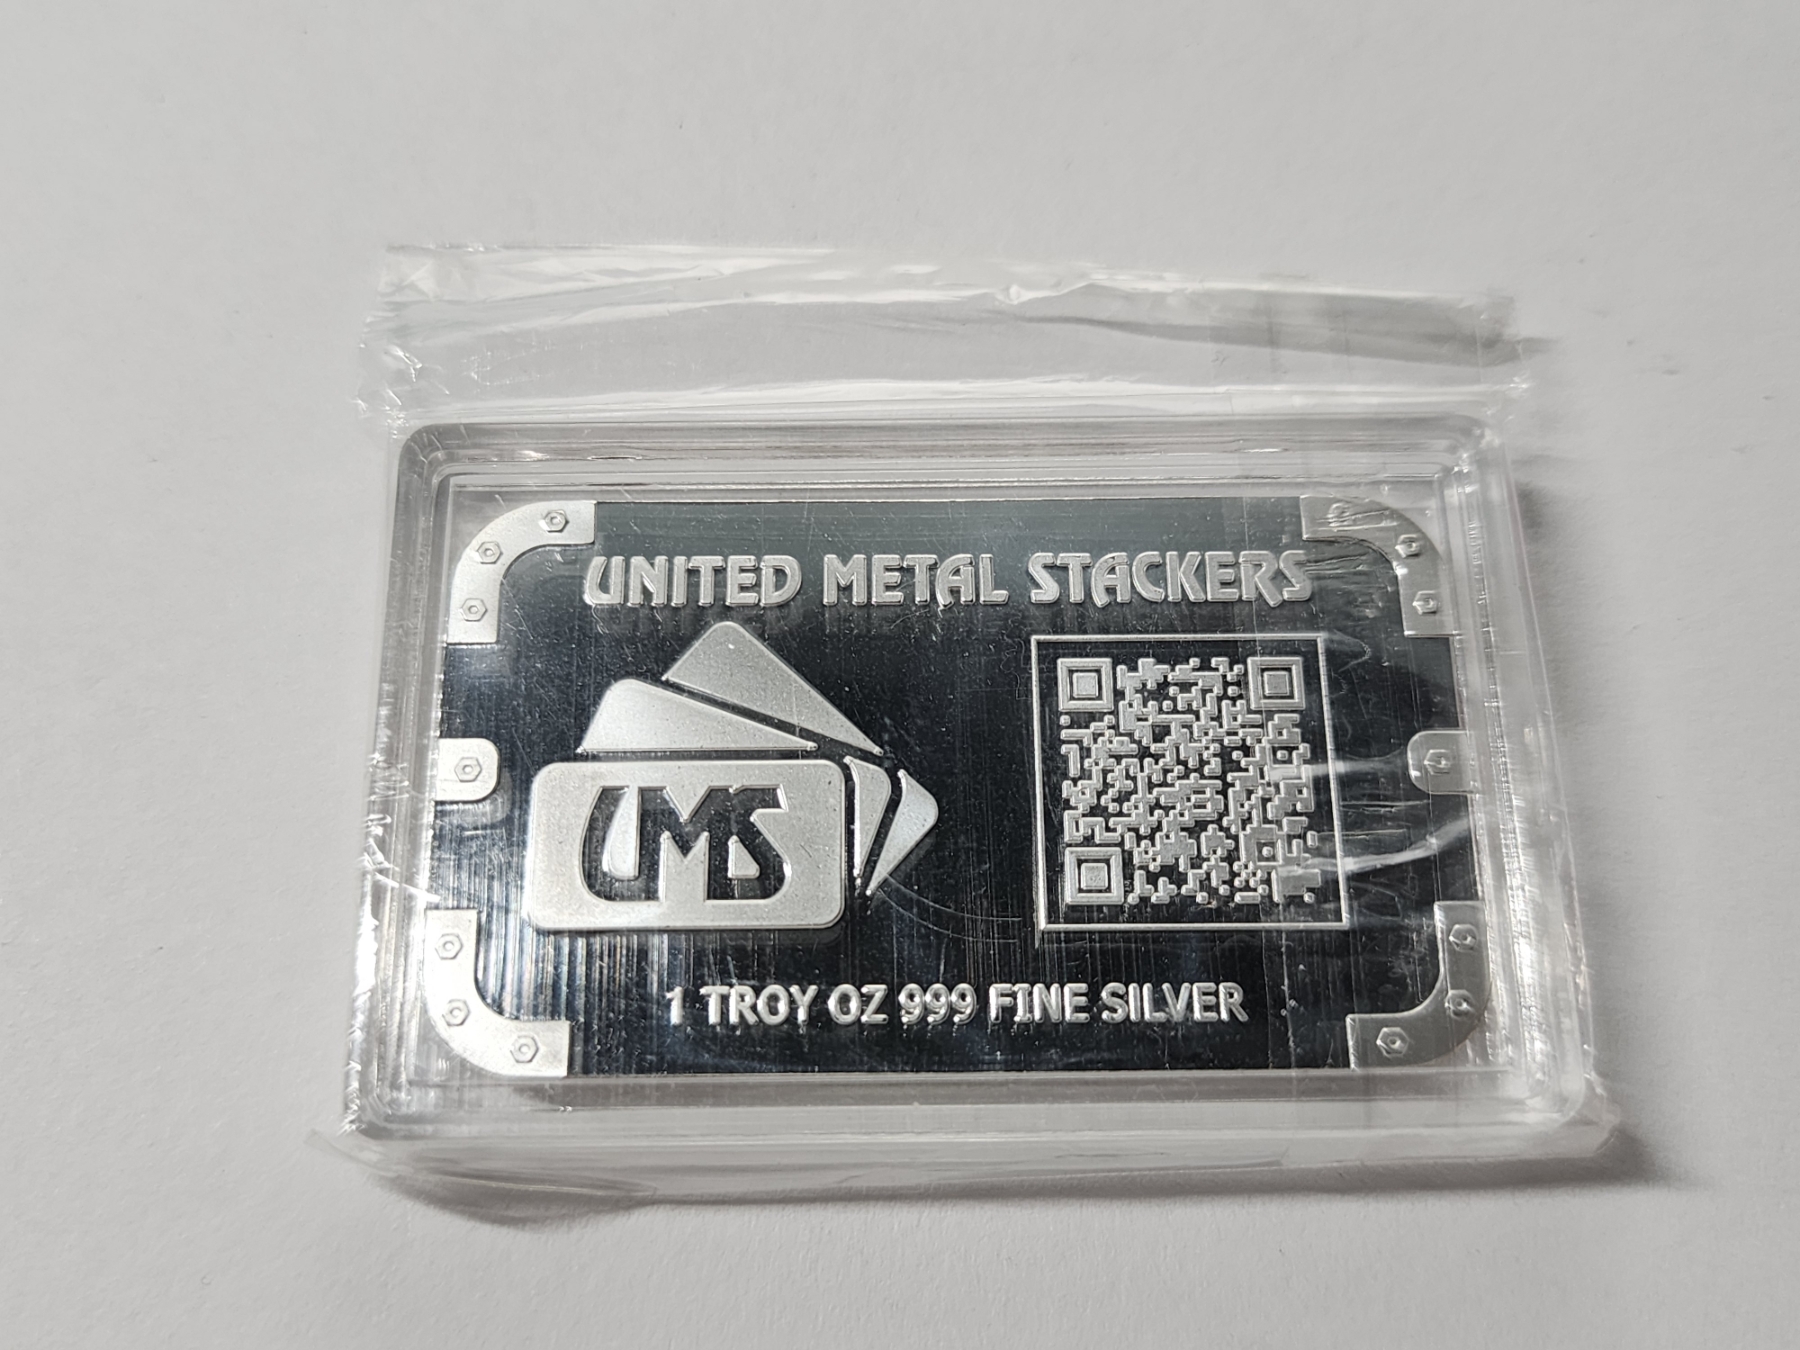 UNITED METAL STACKERS
UMS
1 TROY OZ 999 FINE SILVER